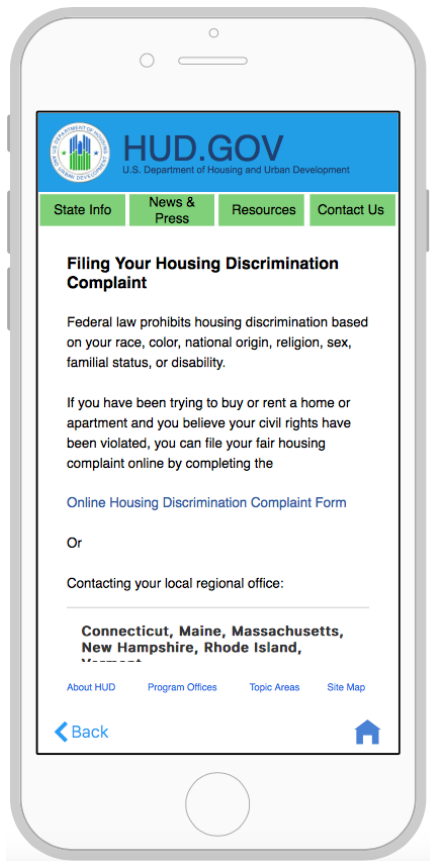 HUD.GOV
U.S. Department of Housing and Urban Development
State Info
News &
Press
Resources
Contact Us
Filing Your Housing Discrimination
Complaint
Federal law prohibits housing discrimination based
on your race, color, national origin, religion, sex,
familial status, or disability.
If you have been trying to buy or rent a home or
apartment and you believe your civil rights have
been violated, you can file your fair housing
complaint online by completing the
Online Housing Discrimination Complaint Form
Or
Contacting your local regional office:
Connecticut, Maine, Massachusetts,
New Hampshire, Rhode Island,
Vermont
About HUD
Program Offices
Topic Areas
Site Map
Back